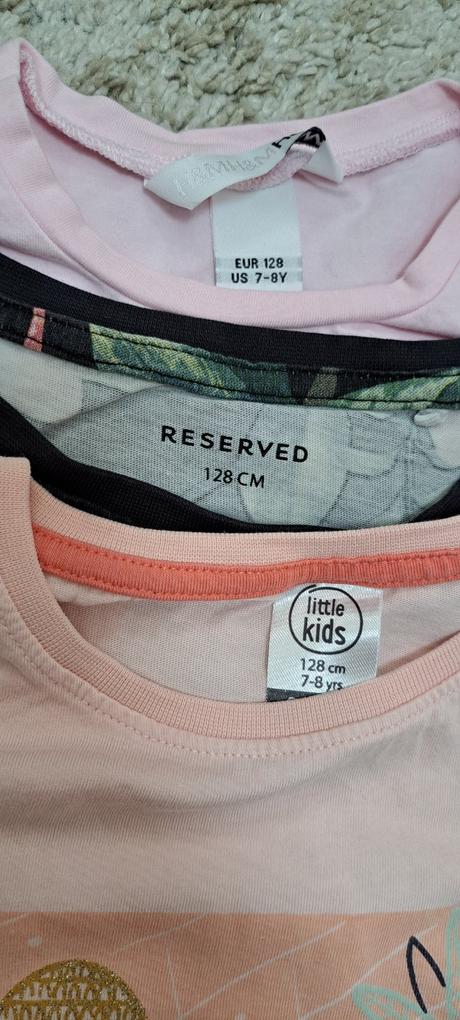 H&M H&M
EUR 128
US 7-8Y
RESERVED
128 CM
little
kids
128 cm
7-8 yrs